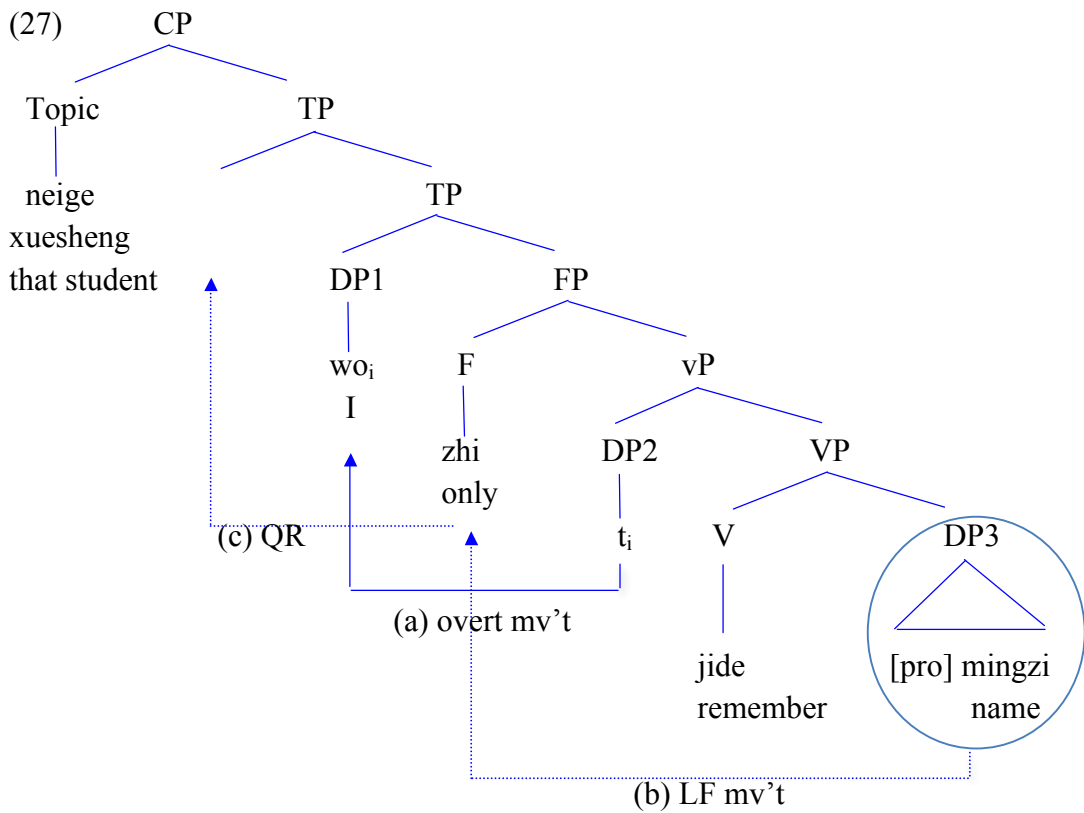 (27) CP
Topic TP
neige
xuesheng
that student
TP
DP1 FP
woi
I
F vP
zhi
only
DP2 VP
(c) QR
ti V DP3
(a) overt mv’t
jide
remember
[pro] mingzi
name
(b) LF mv’t